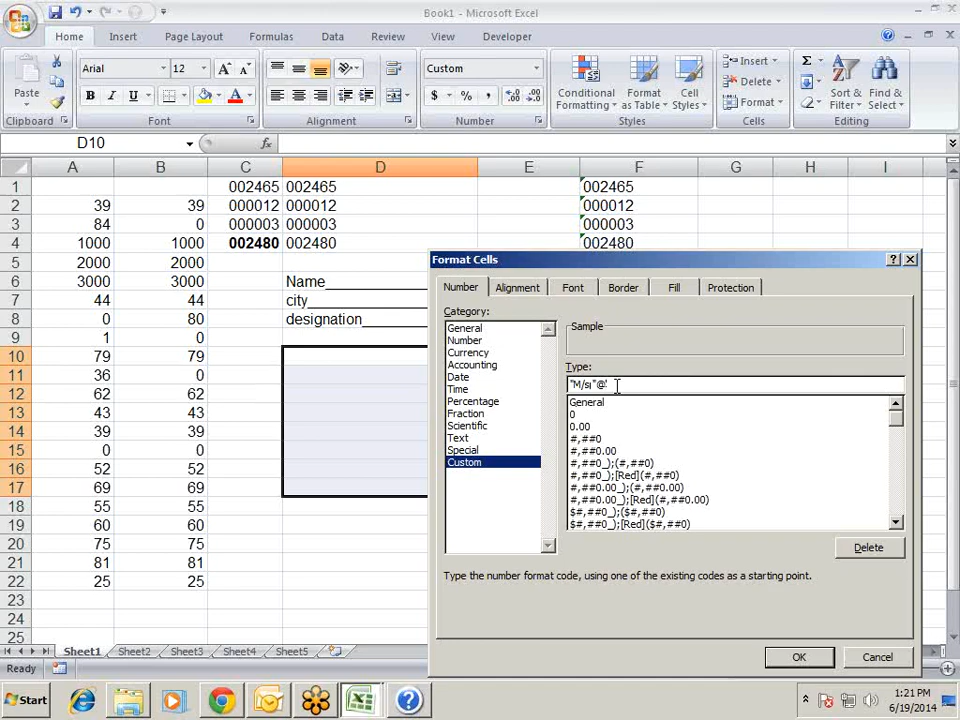 Book1 - Microsoft Excel
Home Insert Page Layout Formulas Data Review View Developer
Paste
Arial 12
B I U
Custom
$ % ,
Conditional Formatting
Format as Table
Cell Styles
Insert
Delete
Format
Sort & Filter
Find & Select
Clipboard Font Alignment Number Styles Cells Editing
D10 fx
A B C D E F G H I
1 002465 002465 002465
2 39 39 000012 000012 000012
3 84 0 000003 000003 000003
4 1000 1000 002480 002480 002480
5 2000 2000
6 3000 3000 Name
7 44 44 city
8 0 80 designation
9 1 0
10 79 79
11 36 0
12 62 62
13 43 43
14 39 39
15 0 0
16 52 52
17 69 69
18 55 55
19 60 60
20 75 75
21 81 81
22 25 25
23
24
25
Format Cells
Number Alignment Font Border Fill Protection
Category:
General
Number
Currency
Accounting
Date
Time
Percentage
Fraction
Scientific
Text
Special
Custom
Sample
Type:
General
0
0.00
#,##0
#,##0.00
#,##0_);(#,##0)
#,##0_);[Red](#,##0)
#,##0.00_);(#,##0.00)
#,##0.00_);[Red](#,##0.00)
$#,##0_);($#,##0)
$#,##0_);[Red]($#,##0)
Delete
Type the number format code, using one of the existing codes as a starting point.
OK Cancel
Sheet1 Sheet2 Sheet3 Sheet4 Sheet5
Ready
Start
1:21 PM
6/19/2014